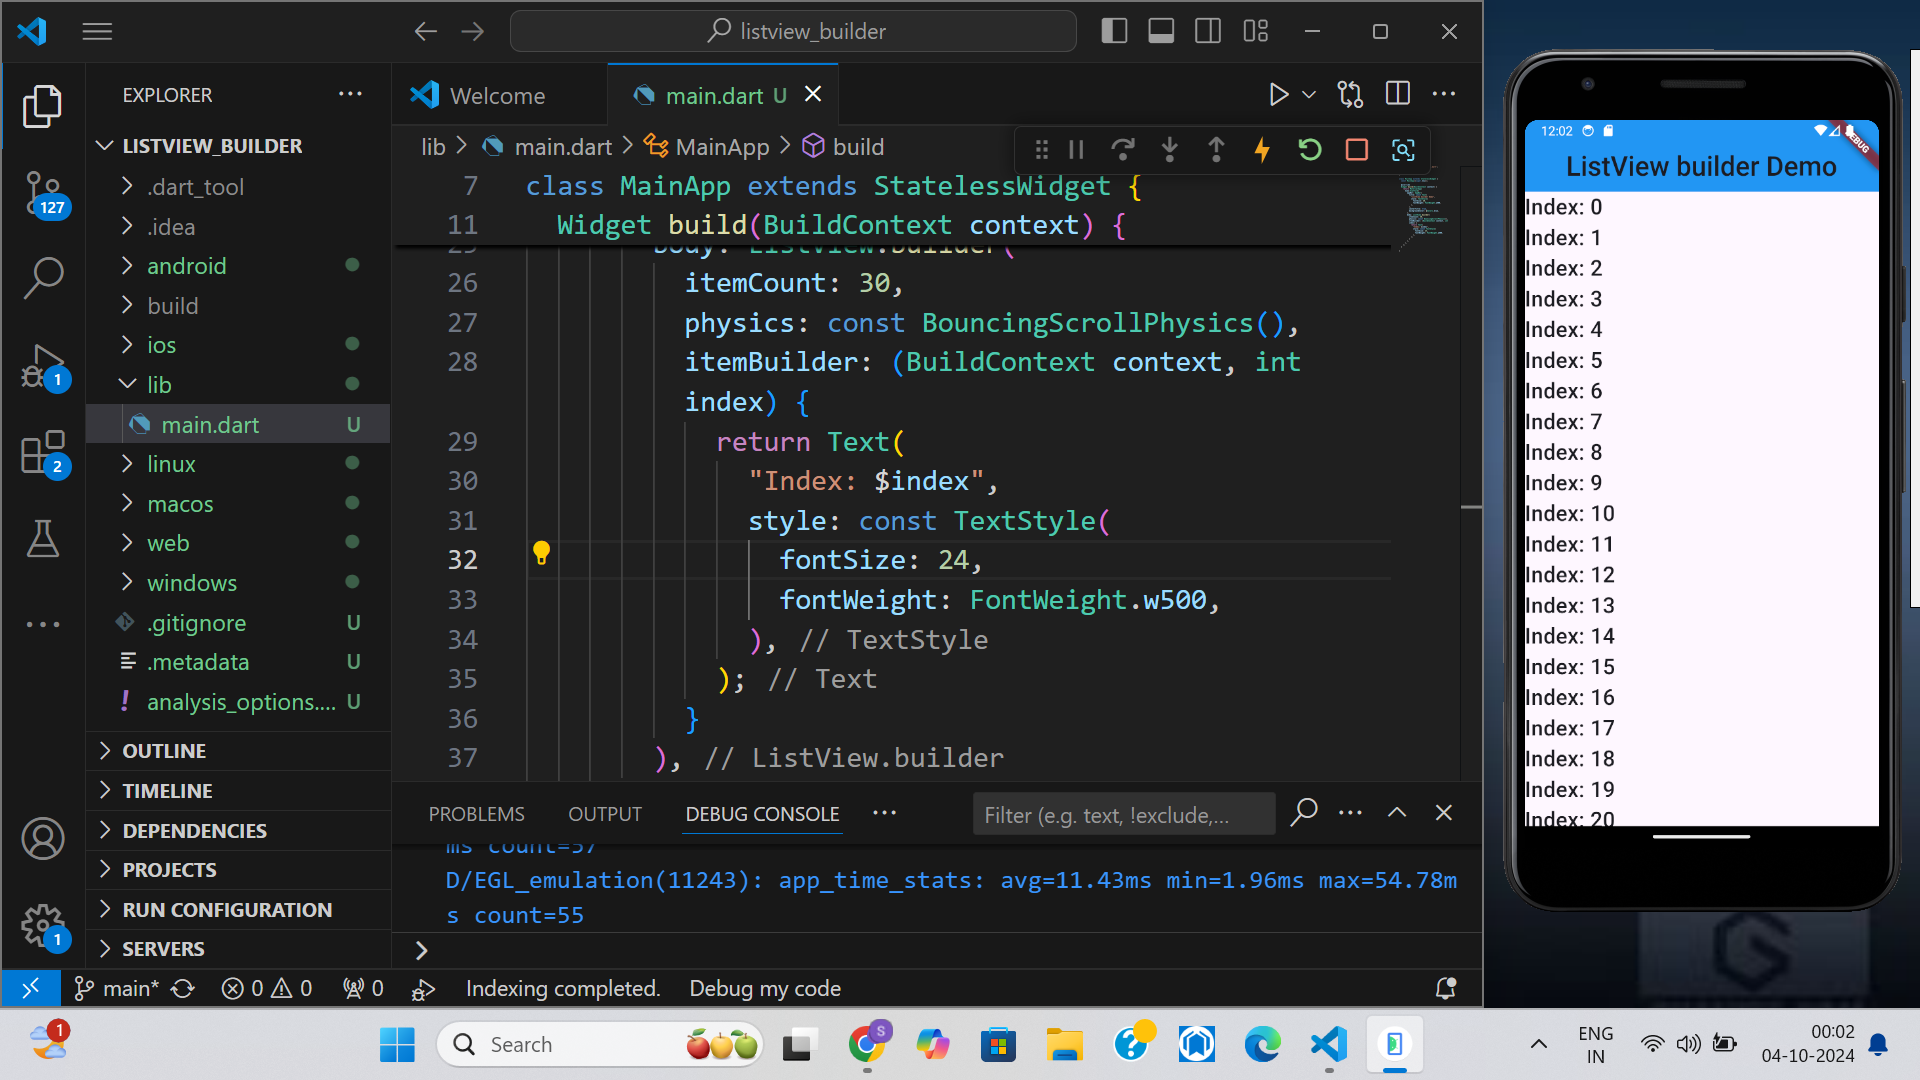 listview_builder
EXPLORER
LISTVIEW_BUILDER
.dart_tool
.idea
android
build
ios
lib
main.dart U
linux
macos
web
windows
.gitignore U
.metadata U
! analysis_options.... U
OUTLINE
TIMELINE
DEPENDENCIES
PROJECTS
RUN CONFIGURATION
SERVERS
127
1
2
1
Welcome
main.dart U
lib > main.dart > MainApp > build
7 class MainApp extends StatelessWidget {
11 Widget build(BuildContext context) {
25 body: ListView.builder(
26 itemCount: 30,
27 physics: const BouncingScrollPhysics(),
28 itemBuilder: (BuildContext context, int
index) {
29 return Text(
30 "Index: $index",
31 style: const TextStyle(
32 fontSize: 24,
33 fontWeight: FontWeight.w500,
34 ), // TextStyle
35 ); // Text
36 }
37 ), // ListView.builder
PROBLEMS OUTPUT DEBUG CONSOLE
Filter (e.g. text, !exclude,...
ms count=57
D/EGL_emulation(11243): app_time_stats: avg=11.43ms min=1.96ms max=54.78m
s count=55
main* 0 0 0 Indexing completed. Debug my code
12:02
DEBUG
ListView builder Demo
Index: 0
Index: 1
Index: 2
Index: 3
Index: 4
Index: 5
Index: 6
Index: 7
Index: 8
Index: 9
Index: 10
Index: 11
Index: 12
Index: 13
Index: 14
Index: 15
Index: 16
Index: 17
Index: 18
Index: 19
Index: 20
1
Search
S
ENG
IN
00:02
04-10-2024